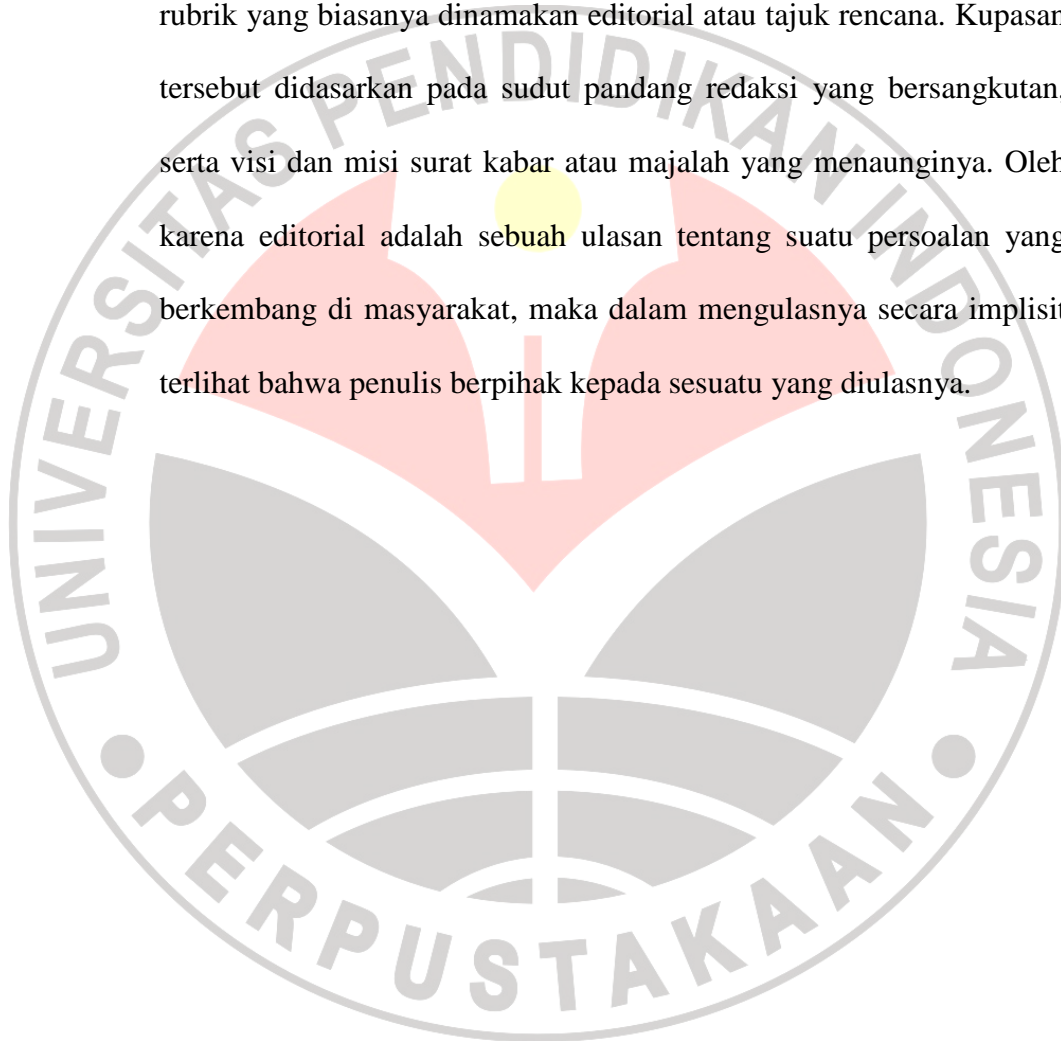 rubrik yang biasanya dinamakan editorial atau tajuk rencana. Kupasan
tersebut didasarkan pada sudut pandang redaksi yang bersangkutan,
serta visi dan misi surat kabar atau majalah yang menaunginya. Oleh
karena editorial adalah sebuah ulasan tentang suatu persoalan yang
berkembang di masyarakat, maka dalam mengulasnya secara implisit
terlihat bahwa penulis berpihak kepada sesuatu yang diulasnya.
UNIVERSITAS PENDIDIKAN INDONESIA
PERPUSTAKAAN